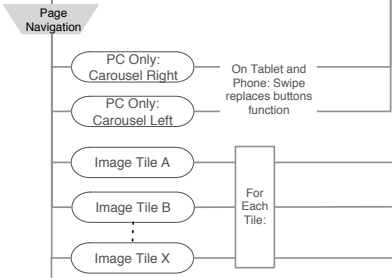 Page
Navigation
PC Only:
Carousel Right
On Tablet and
Phone: Swipe
replaces buttons
function
PC Only:
Carousel Left
Image Tile A
Image Tile B
Image Tile X
For
Each
Tile: